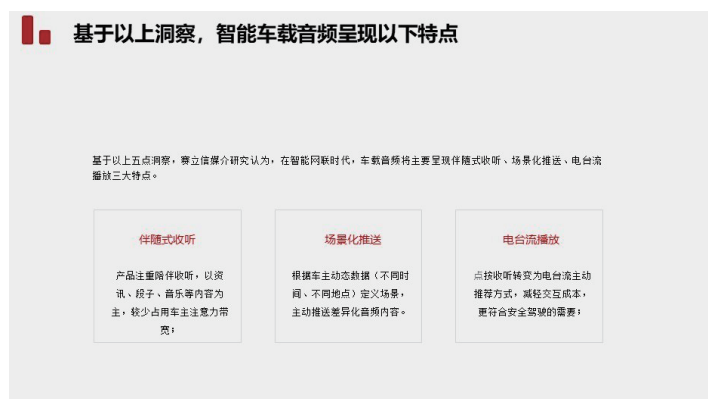 基于以上洞察，智能车载音频呈现以下特点
基于以上五点洞察，赛立信媒介研究认为，在智能网联时代，车载音频将主要呈现伴随式收听、场景化推送、电台流
播放三大特点。
伴随式收听
产品注重陪伴收听，以资
讯、段子、音乐等内容为
主，较少占用车主注意力带
宽；
场景化推送
根据车主动态数据（不同时
间、不同地点）定义场景，
主动推送差异化音频内容。
电台流播放
点按收听转变为电台流主动
推荐方式，减轻交互成本，
更符合安全驾驶的需要；